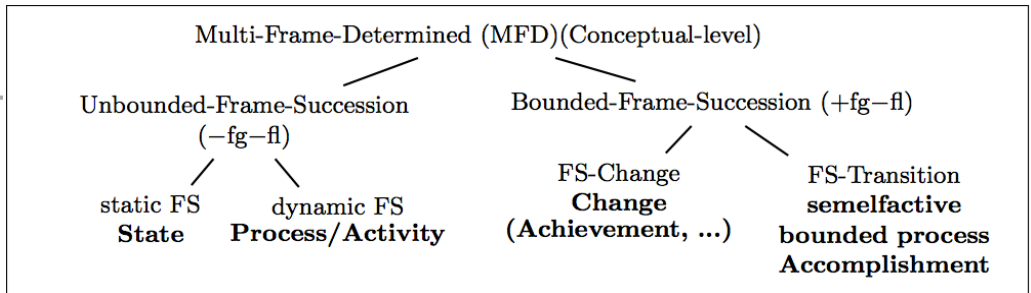 Multi-Frame-Determined (MFD)(Conceptual-level)
Unbounded-Frame-Succession
(−fg−fl)
Bounded-Frame-Succession (+fg−fl)
static FS
State
dynamic FS
Process/Activity
FS-Change
Change
(Achievement, ...)
FS-Transition
semelfactive
bounded process
Accomplishment